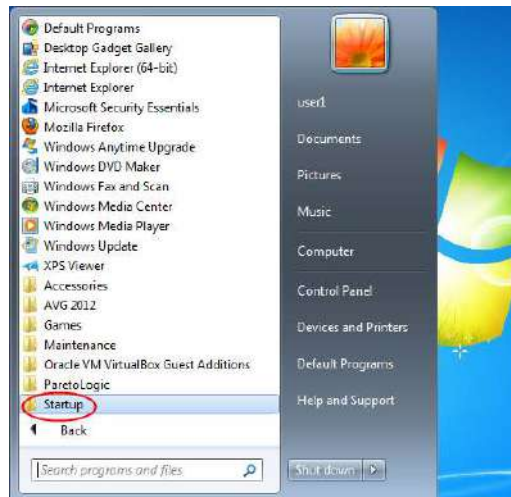 Default Programs
Desktop Gadget Gallery
Internet Explorer (64-bit)
Internet Explorer
Microsoft Security Essentials
Mozilla Firefox
Windows Anytime Upgrade
Windows DVD Maker
Windows Fax and Scan
Windows Media Center
Windows Media Player
Windows Update
XPS Viewer
Accessories
AVG 2012
Games
Maintenance
Oracle VM VirtualBox Guest Additions
ParetoLogic
Startup
Back
Search programs and files
user1
Documents
Pictures
Music
Computer
Control Panel
Devices and Printers
Default Programs
Help and Support
Shut down